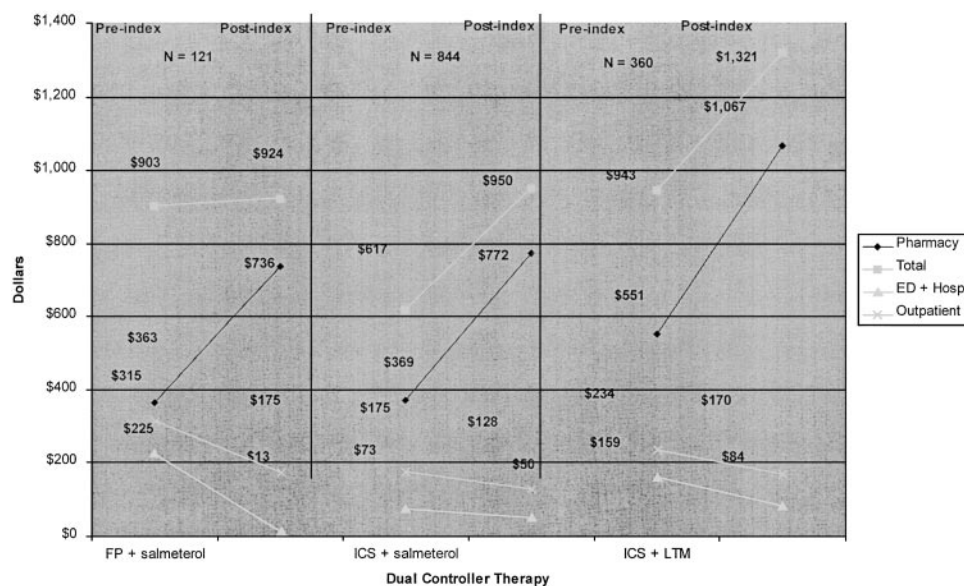 $1,400
Pre-index Post-index Pre-index Post-index Pre-index Post-index
N = 121 N = 844 N = 360 $1,321
$1,200
$1,067
$1,000
$903 $924 $950 $943
$800
$736 $617 $772
$600
$551
$363 $369
$400
$315 $175 $175 $234 $170
$225 $128
$200
$13 $73 $50 $159 $84
$0
FP + salmeterol ICS + salmeterol ICS + LTM
Dollars
Dual Controller Therapy
Pharmacy
Total
ED + Hosp
Outpatient